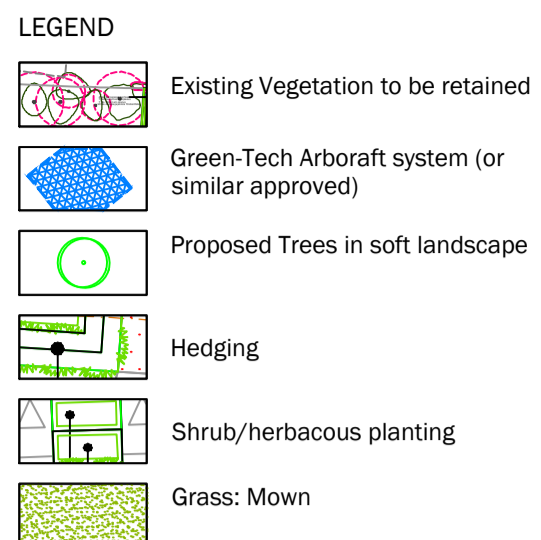 LEGEND
Existing Vegetation to be retained
Green-Tech Arboraft system (or
similar approved)
Proposed Trees in soft landscape
Hedging
Shrub/herbacous planting
Grass: Mown